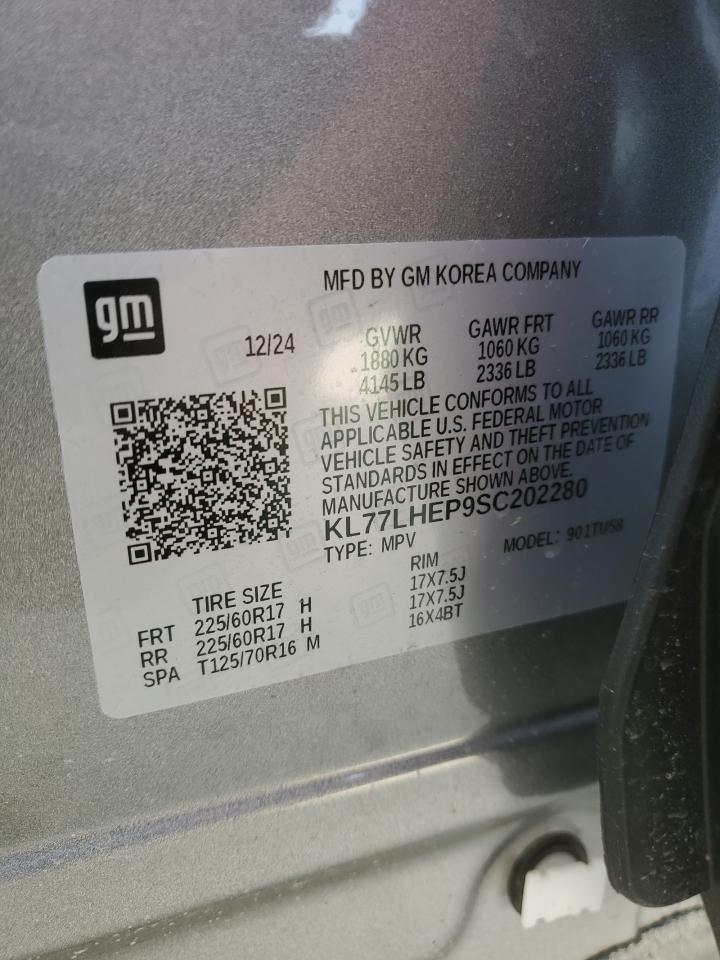 gm
MFD BY GM KOREA COMPANY
12/24
GVWR
1880 KG
4145 LB
GAWR FRT
1060 KG
2336 LB
GAWR RR
1060 KG
2336 LB
THIS VEHICLE CONFORMS TO ALL
APPLICABLE U.S. FEDERAL MOTOR
VEHICLE SAFETY AND THEFT PREVENTION
STANDARDS IN EFFECT ON THE DATE OF
MANUFACTURE SHOWN ABOVE.
KL77LHEP9SC202280
TYPE: MPV
MODEL: 901TU58
TIRE SIZE
RIM
FRT 225/60R17 H 17X7.5J
RR 225/60R17 H 17X7.5J
SPA T125/70R16 M 16X4BT